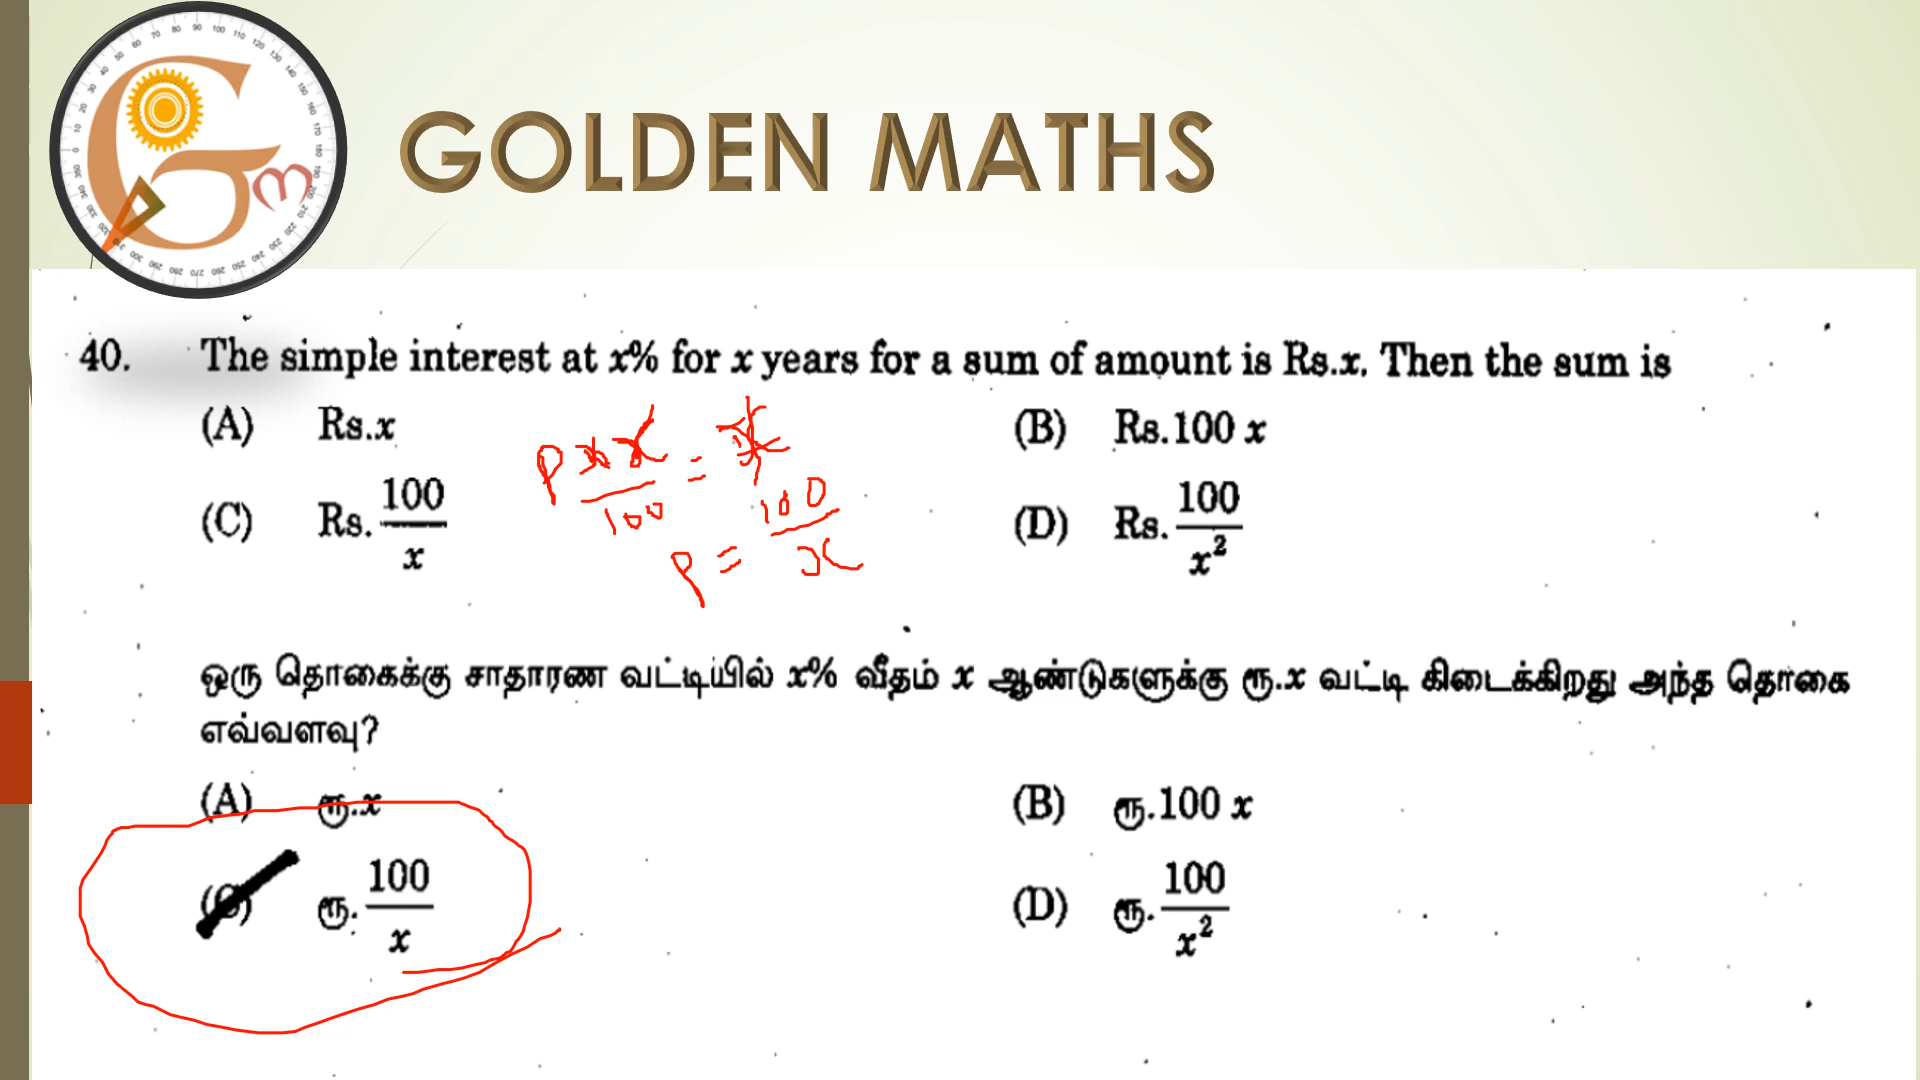 GOLDEN MATHS
40. The simple interest at x% for x years for a sum of amount is Rs.x. Then the sum is
(A) Rs.x (B) Rs.100 x
(C) Rs. 100/x (D) Rs. 100/x²
P x x / 100 = x
P = 100/x
ஒரு தொகைக்கு சாதாரண வட்டியில் x% வீதம் x ஆண்டுகளுக்கு ரூ.x வட்டி கிடைக்கிறது அந்த தொகை
எவ்வளவு?
(A) ரூ.x (B) ரூ.100 x
(C) ரூ. 100/x (D) ரூ. 100/x²